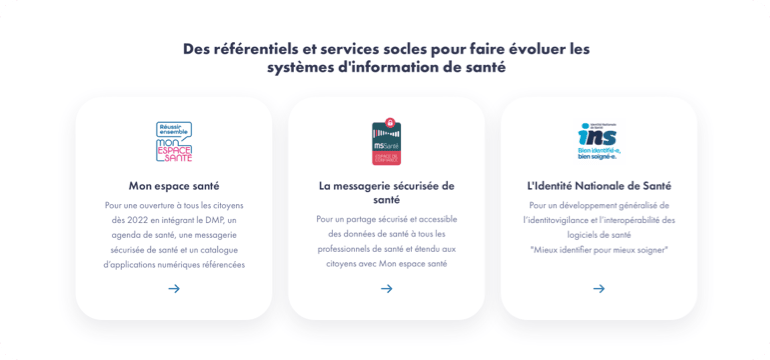 Des référentiels et services socles pour faire évoluer les
systèmes d'information de santé
Réussir
ensemble
MON
ESPACE
SANTÉ
Mon espace santé
Pour une ouverture à tous les citoyens
dès 2022 en intégrant le DMP, un
agenda de santé, une messagerie
sécurisée de santé et un catalogue
d'applications numériques référencées
msSanté
ESPACE DE
CONFIANCE
La messagerie sécurisée de
santé
Pour un partage sécurisé et accessible
des données de santé à tous les
professionnels de santé et étendu aux
citoyens avec Mon espace santé
Identité Nationale
de Santé
ins
Bien identifié·e,
bien soigné·e.
L'Identité Nationale de Santé
Pour un développement généralisé de
l'identitovigilance et l'interopérabilité des
logiciels de santé
"Mieux identifier pour mieux soigner"